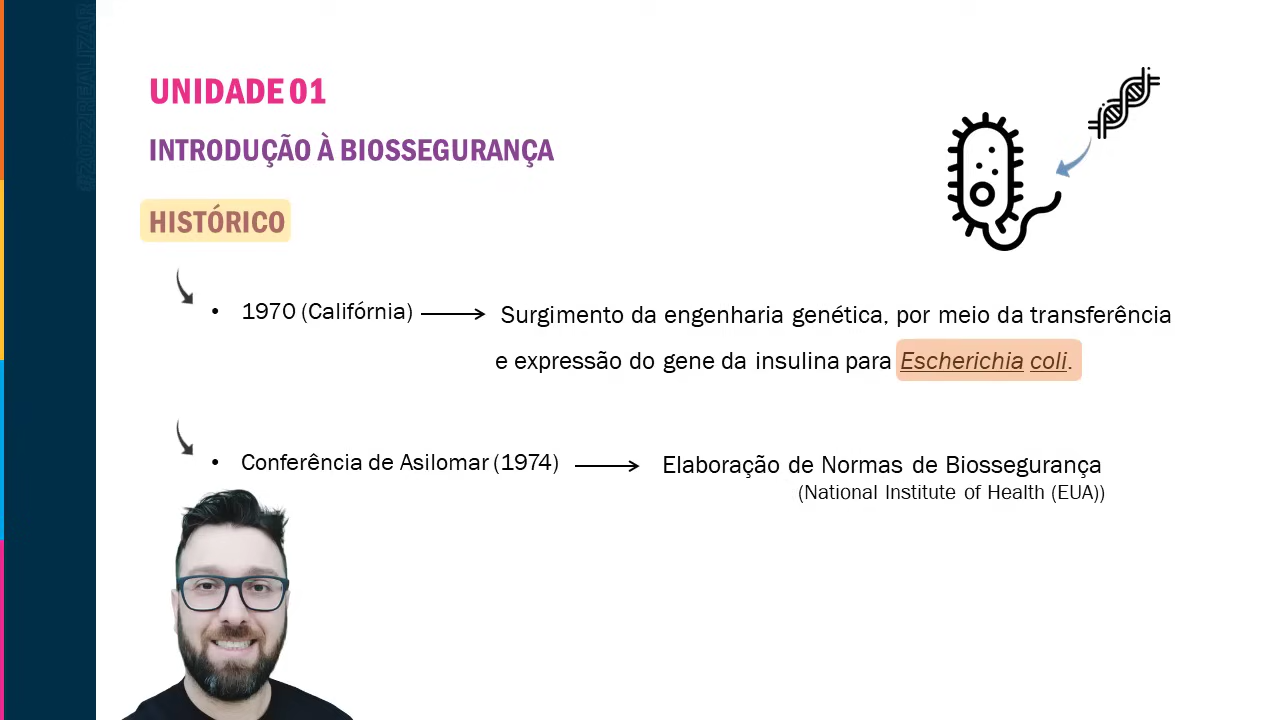 #2022REALIZAR
UNIDADE 01
INTRODUÇÃO À BIOSSEGURANÇA
HISTÓRICO
• 1970 (Califórnia) Surgimento da engenharia genética, por meio da transferência
e expressão do gene da insulina para Escherichia coli.
• Conferência de Asilomar (1974) Elaboração de Normas de Biossegurança
(National Institute of Health (EUA))